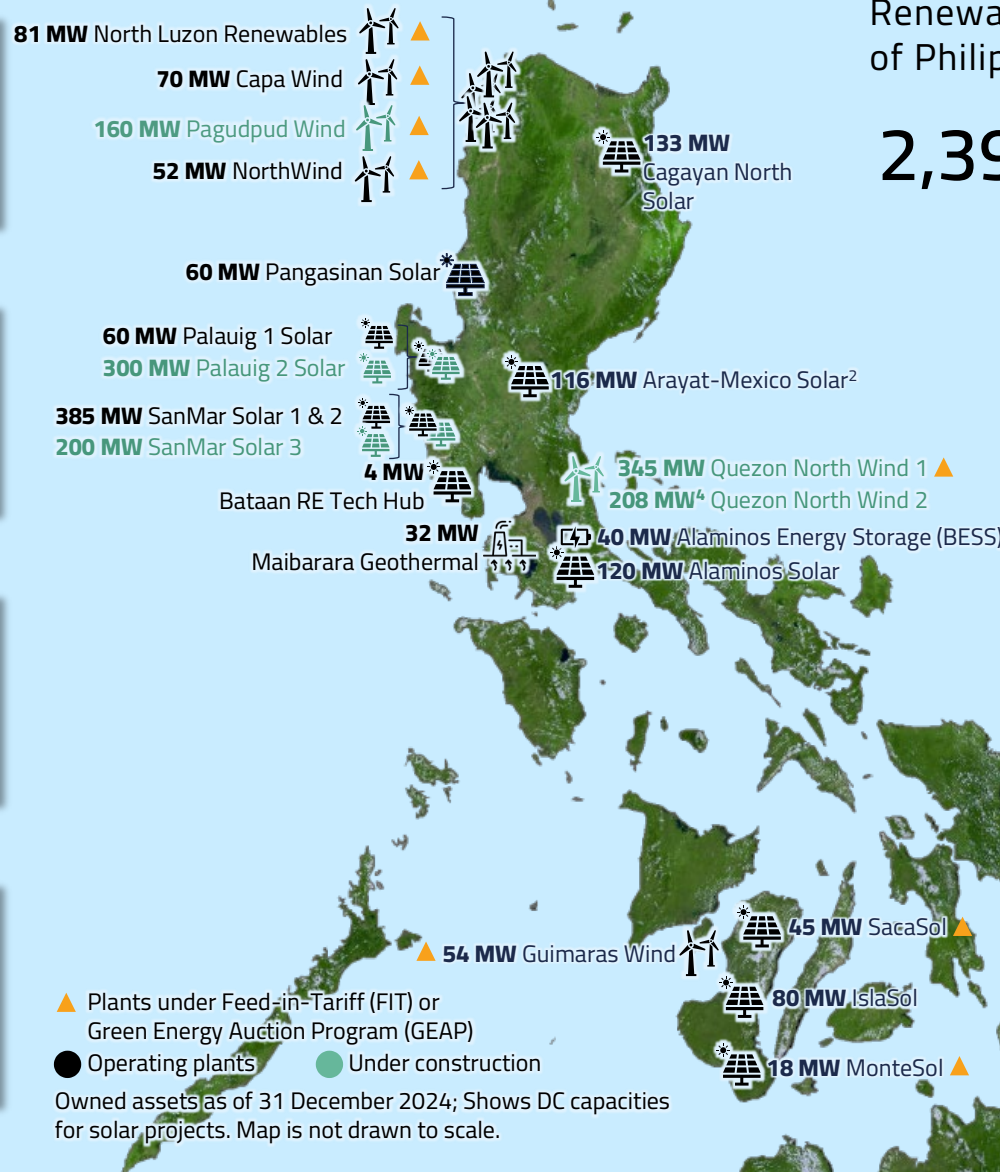 Renewa
of Philip
2,39
81 MW North Luzon Renewables
70 MW Capa Wind
160 MW Pagudpud Wind
52 MW NorthWind
133 MW
Cagayan North
Solar
60 MW Pangasinan Solar
60 MW Palauig 1 Solar
300 MW Palauig 2 Solar
116 MW Arayat-Mexico Solar²
385 MW SanMar Solar 1 & 2
200 MW SanMar Solar 3
4 MW
Bataan RE Tech Hub
345 MW Quezon North Wind 1
208 MW⁴ Quezon North Wind 2
32 MW
Maibarara Geothermal
40 MW Alaminos Energy Storage (BESS)
120 MW Alaminos Solar
45 MW SacaSol
54 MW Guimaras Wind
80 MW IslaSol
18 MW MonteSol
Plants under Feed-in-Tariff (FIT) or
Green Energy Auction Program (GEAP)
Operating plants Under construction
Owned assets as of 31 December 2024; Shows DC capacities
for solar projects. Map is not drawn to scale.